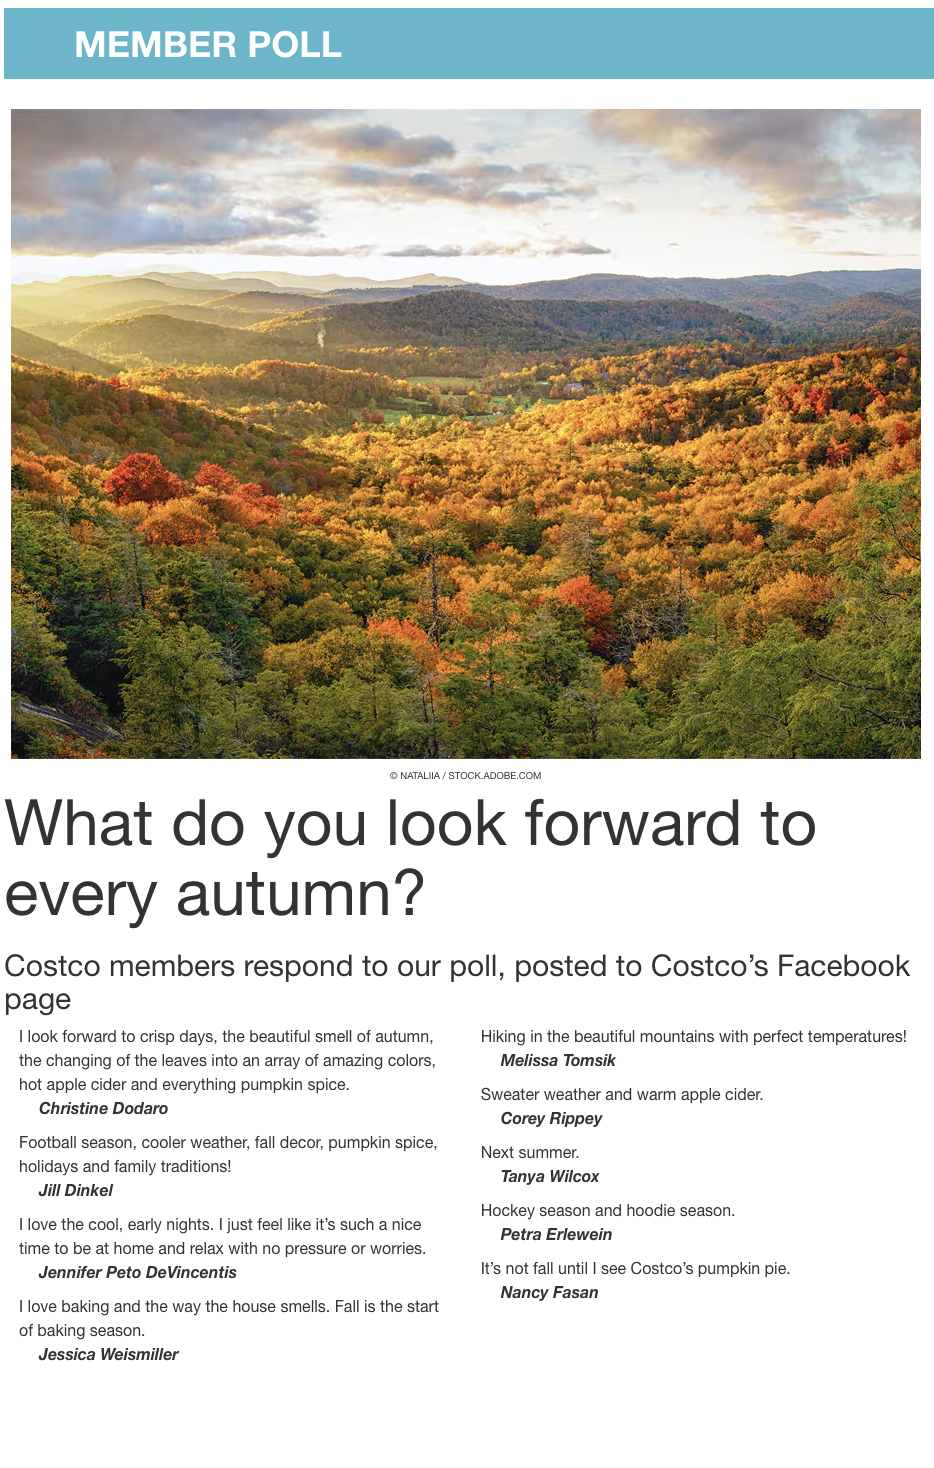 MEMBER POLL
© NATALIIA / STOCK.ADOBE.COM
What do you look forward to
every autumn?
Costco members respond to our poll, posted to Costco’s Facebook
page
I look forward to crisp days, the beautiful smell of autumn,
the changing of the leaves into an array of amazing colors,
hot apple cider and everything pumpkin spice.
Christine Dodaro
Football season, cooler weather, fall decor, pumpkin spice,
holidays and family traditions!
Jill Dinkel
I love the cool, early nights. I just feel like it’s such a nice
time to be at home and relax with no pressure or worries.
Jennifer Peto DeVincentis
I love baking and the way the house smells. Fall is the start
of baking season.
Jessica Weismiller
Hiking in the beautiful mountains with perfect temperatures!
Melissa Tomsik
Sweater weather and warm apple cider.
Corey Rippey
Next summer.
Tanya Wilcox
Hockey season and hoodie season.
Petra Erlewein
It’s not fall until I see Costco’s pumpkin pie.
Nancy Fasan